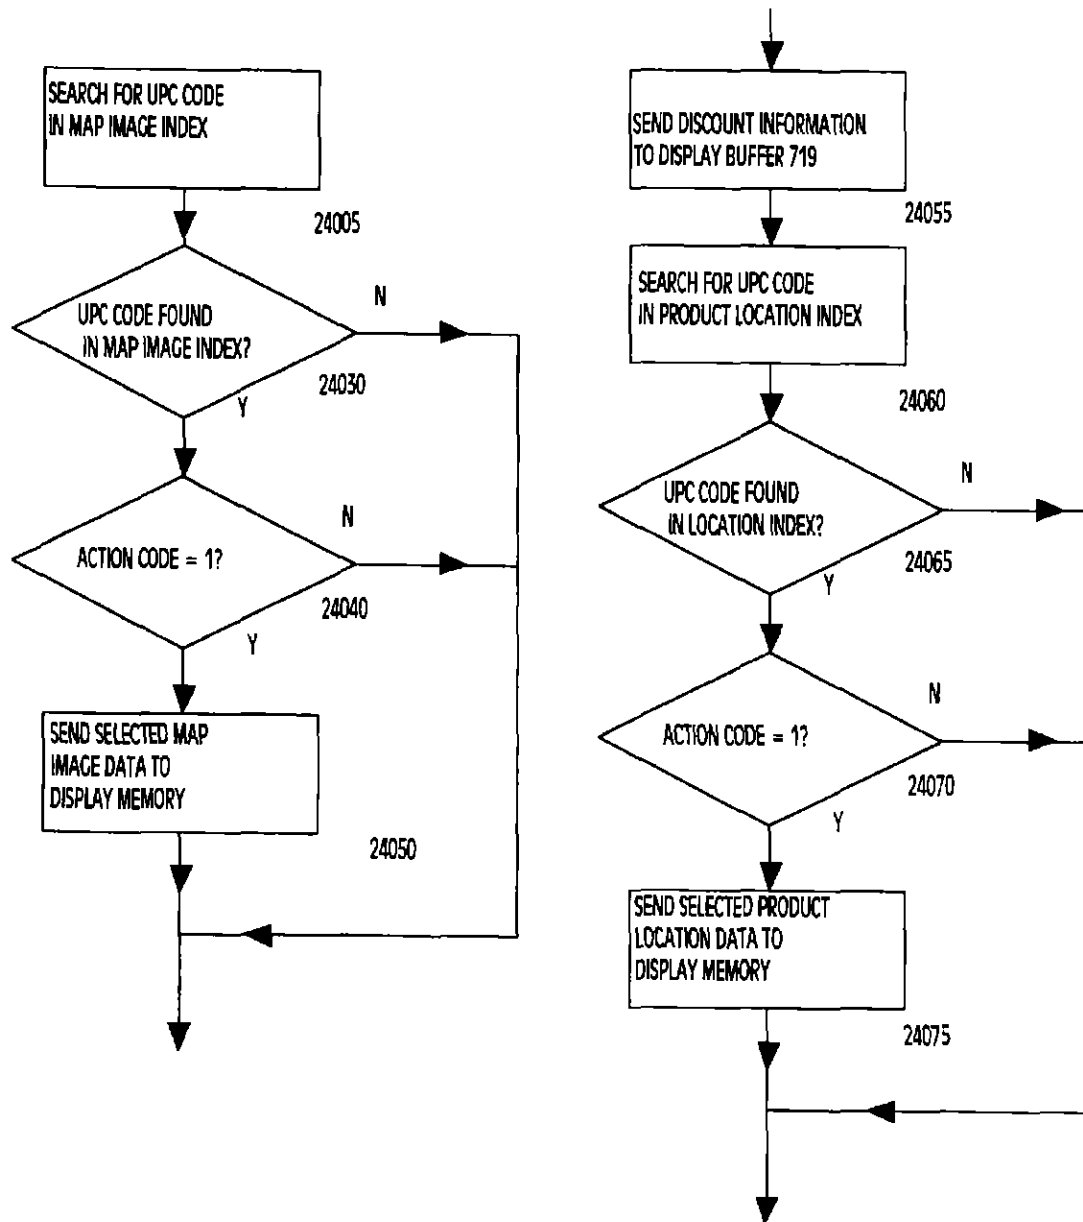 SEARCH FOR UPC CODE
IN MAP IMAGE INDEX
24005
UPC CODE FOUND
IN MAP IMAGE INDEX?
N
24030
Y
ACTION CODE = 1?
N
24040
Y
SEND SELECTED MAP
IMAGE DATA TO
DISPLAY MEMORY
24050
SEND DISCOUNT INFORMATION
TO DISPLAY BUFFER 719
24055
SEARCH FOR UPC CODE
IN PRODUCT LOCATION INDEX
24060
UPC CODE FOUND
IN LOCATION INDEX?
N
24065
Y
ACTION CODE = 1?
N
24070
Y
SEND SELECTED PRODUCT
LOCATION DATA TO
DISPLAY MEMORY
24075